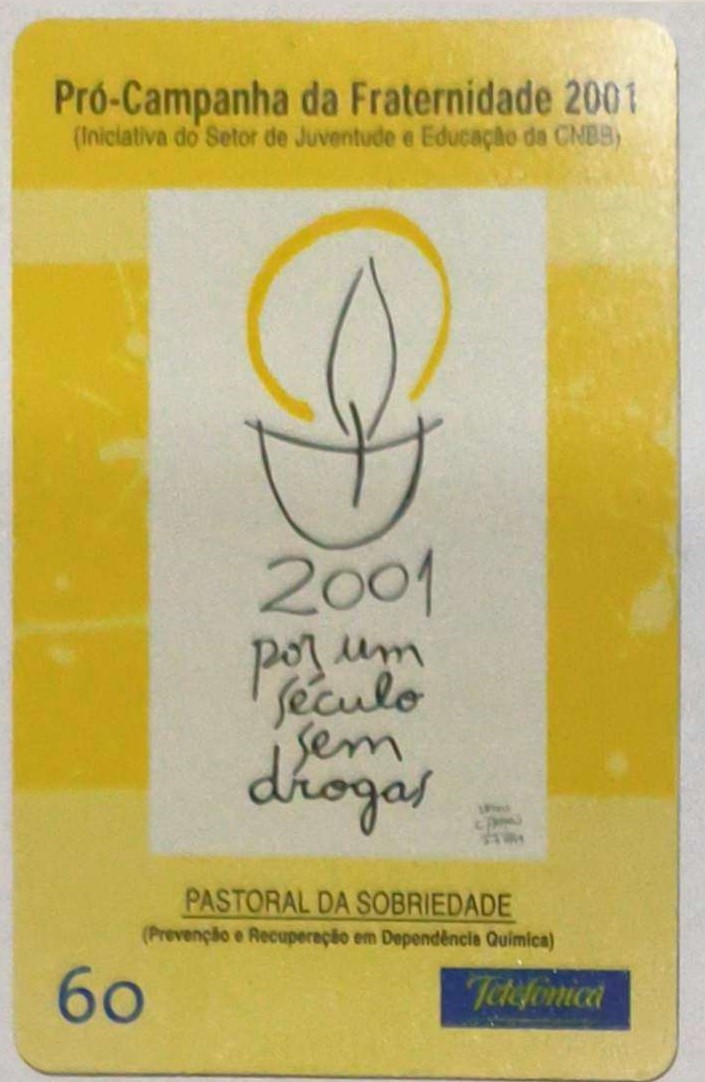 Pró-Campanha da Fraternidade 2001
(Iniciativa do Setor de Juventude e Educação da CNBB)
2001
por um
século
sem
drogas
PASTORAL DA SOBRIEDADE
(Prevenção e Recuperação em Dependência Química)
60
Telefonica